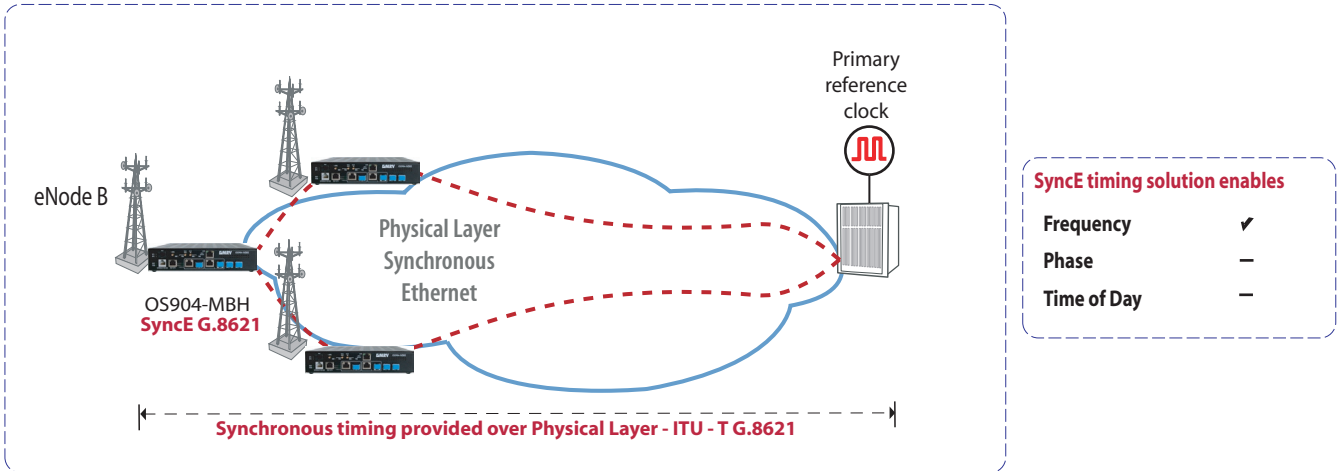 Primary
reference
clock
eNode B
Physical Layer
Synchronous
Ethernet
OS904-MBH
SyncE G.8621
Synchronous timing provided over Physical Layer - ITU - T G.8621
SyncE timing solution enables
Frequency ✔
Phase –
Time of Day –